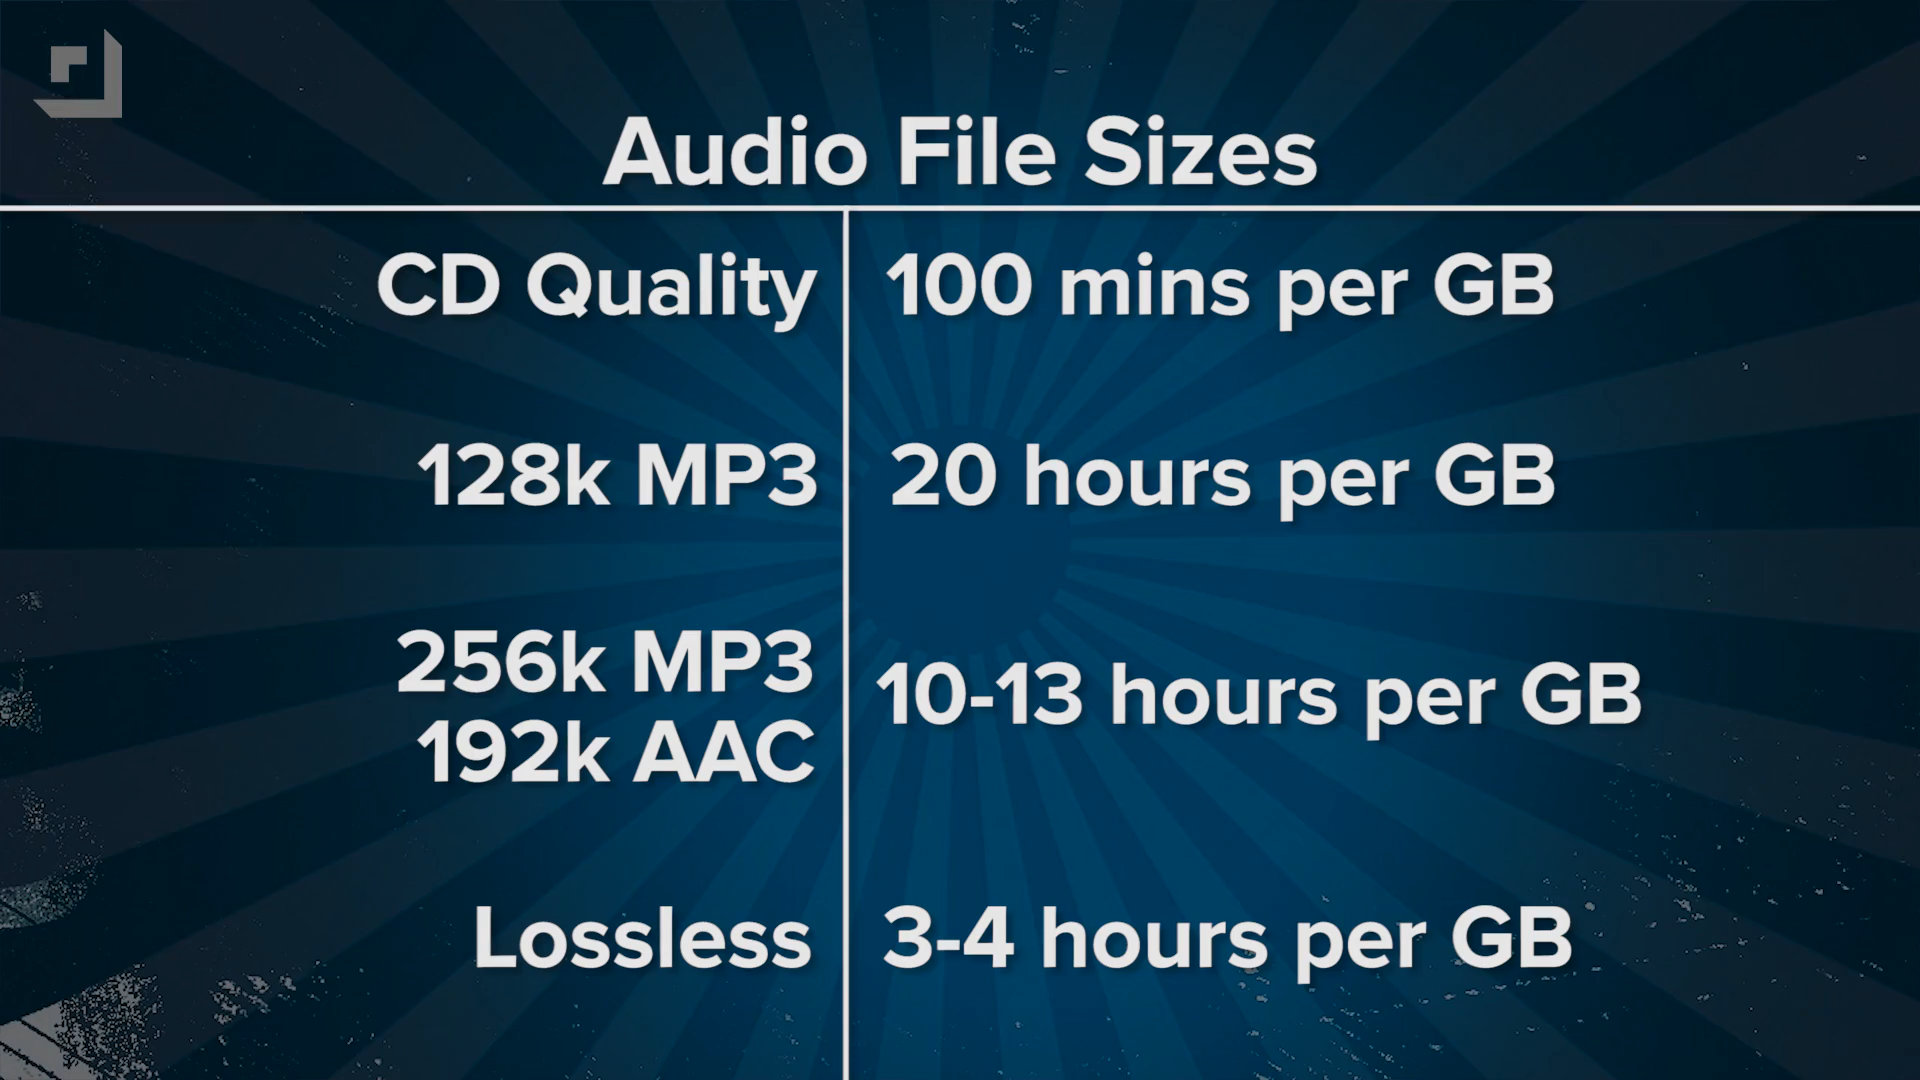 Audio File Sizes
CD Quality 100 mins per GB
128k MP3 20 hours per GB
256k MP3
192k AAC
10-13 hours per GB
Lossless 3-4 hours per GB